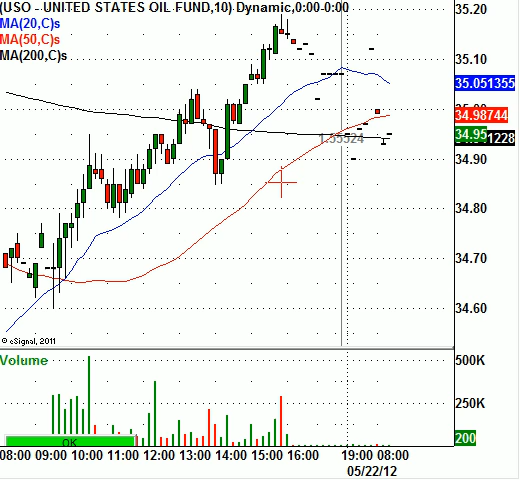 (USO - UNITED STATES OIL FUND,10) Dynamic,0:00-0:00
MA(20,C)s
MA(50,C)s
MA(200,C)s
35.20
35.10
35.051355
34.98744
34.95
1228
1.55524
34.90
34.80
34.70
34.60
© eSignal, 2011
Volume
500K
250K
200
OK
08:00 09:00 10:00 11:00 12:00 13:00 14:00 15:00 16:00 19:00 08:00
05/22/12